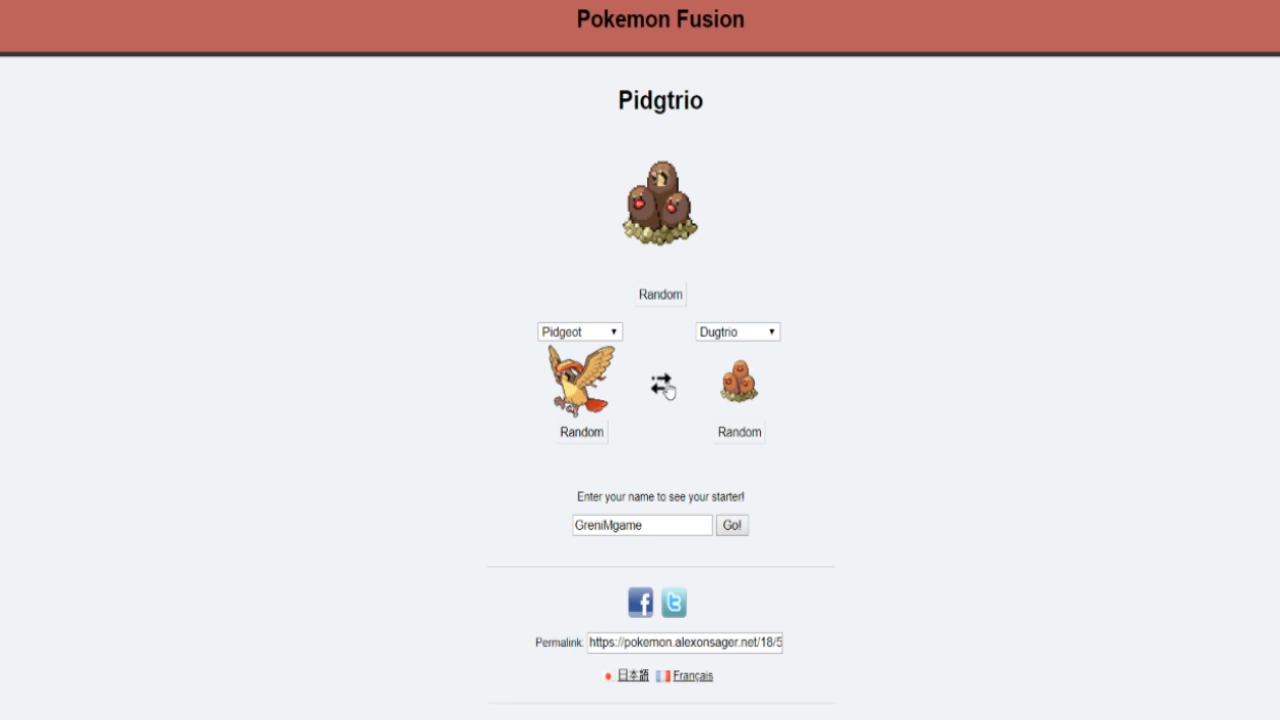 Pokemon Fusion
Pidgtrio
Random
Pidgeot
Dugtrio
Random
Random
Enter your name to see your starter!
GreniMgame
Go!
Permalink: https://pokemon.alexonsager.net/18/5
日本語 Français